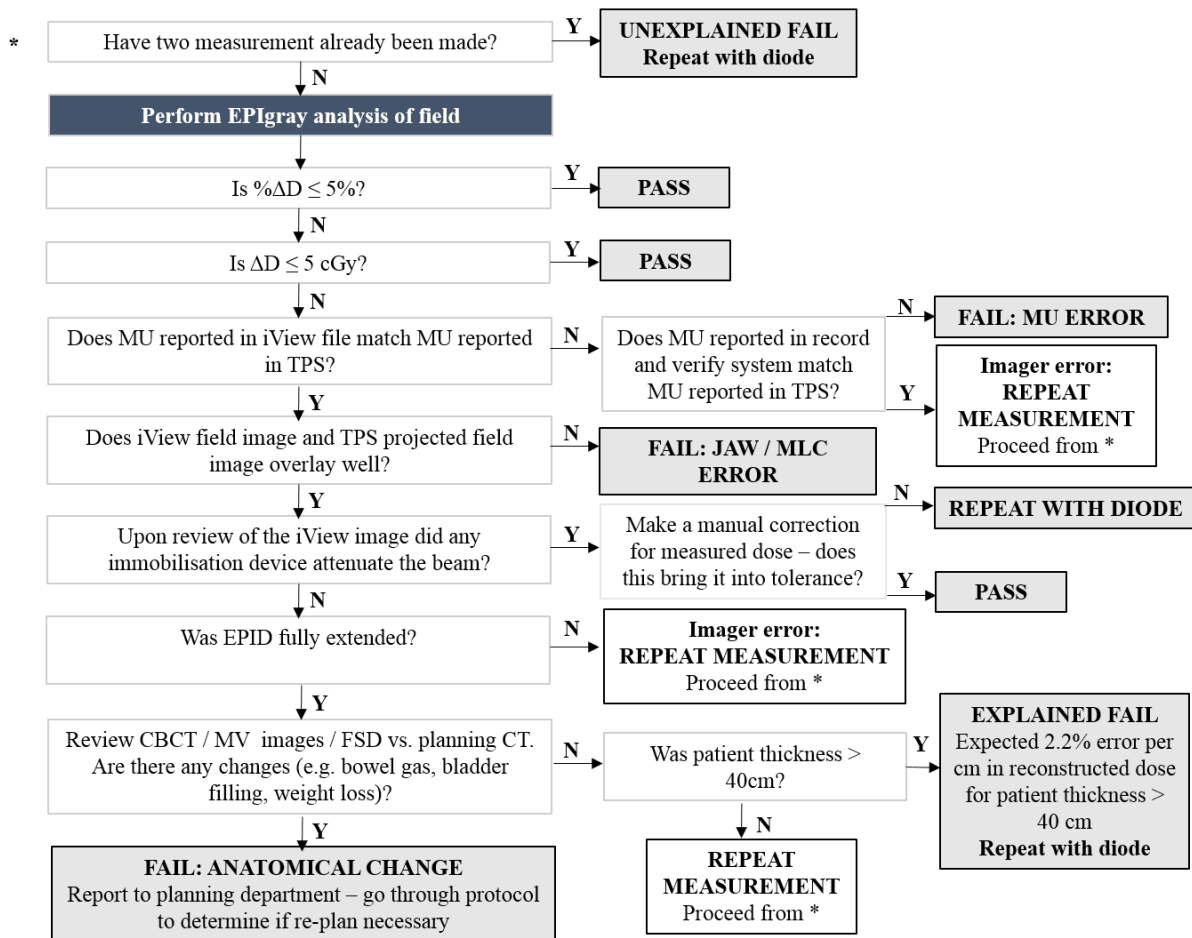 *
Have two measurement already been made?
Y
UNEXPLAINED FAIL
Repeat with diode
N
Perform EPIgray analysis of field
Is %ΔD ≤ 5%?
Y
PASS
N
Is ΔD ≤ 5 cGy?
Y
PASS
N
Does MU reported in iView file match MU reported
in TPS?
N
Does MU reported in record
and verify system match
MU reported in TPS?
N
FAIL: MU ERROR
Y
Imager error:
REPEAT
MEASUREMENT
Proceed from *
Y
Does iView field image and TPS projected field
image overlay well?
N
FAIL: JAW / MLC
ERROR
Y
Upon review of the iView image did any
immobilisation device attenuate the beam?
Y
Make a manual correction
for measured dose – does
this bring it into tolerance?
N
REPEAT WITH DIODE
Y
PASS
N
Was EPID fully extended?
N
Imager error:
REPEAT MEASUREMENT
Proceed from *
Y
Review CBCT / MV images / FSD vs. planning CT.
Are there any changes (e.g. bowel gas, bladder
filling, weight loss)?
N
Was patient thickness >
40cm?
Y
EXPLAINED FAIL
Expected 2.2% error per
cm in reconstructed dose
for patient thickness >
40 cm
Repeat with diode
N
REPEAT
MEASUREMENT
Proceed from *
Y
FAIL: ANATOMICAL CHANGE
Report to planning department – go through protocol
to determine if re-plan necessary